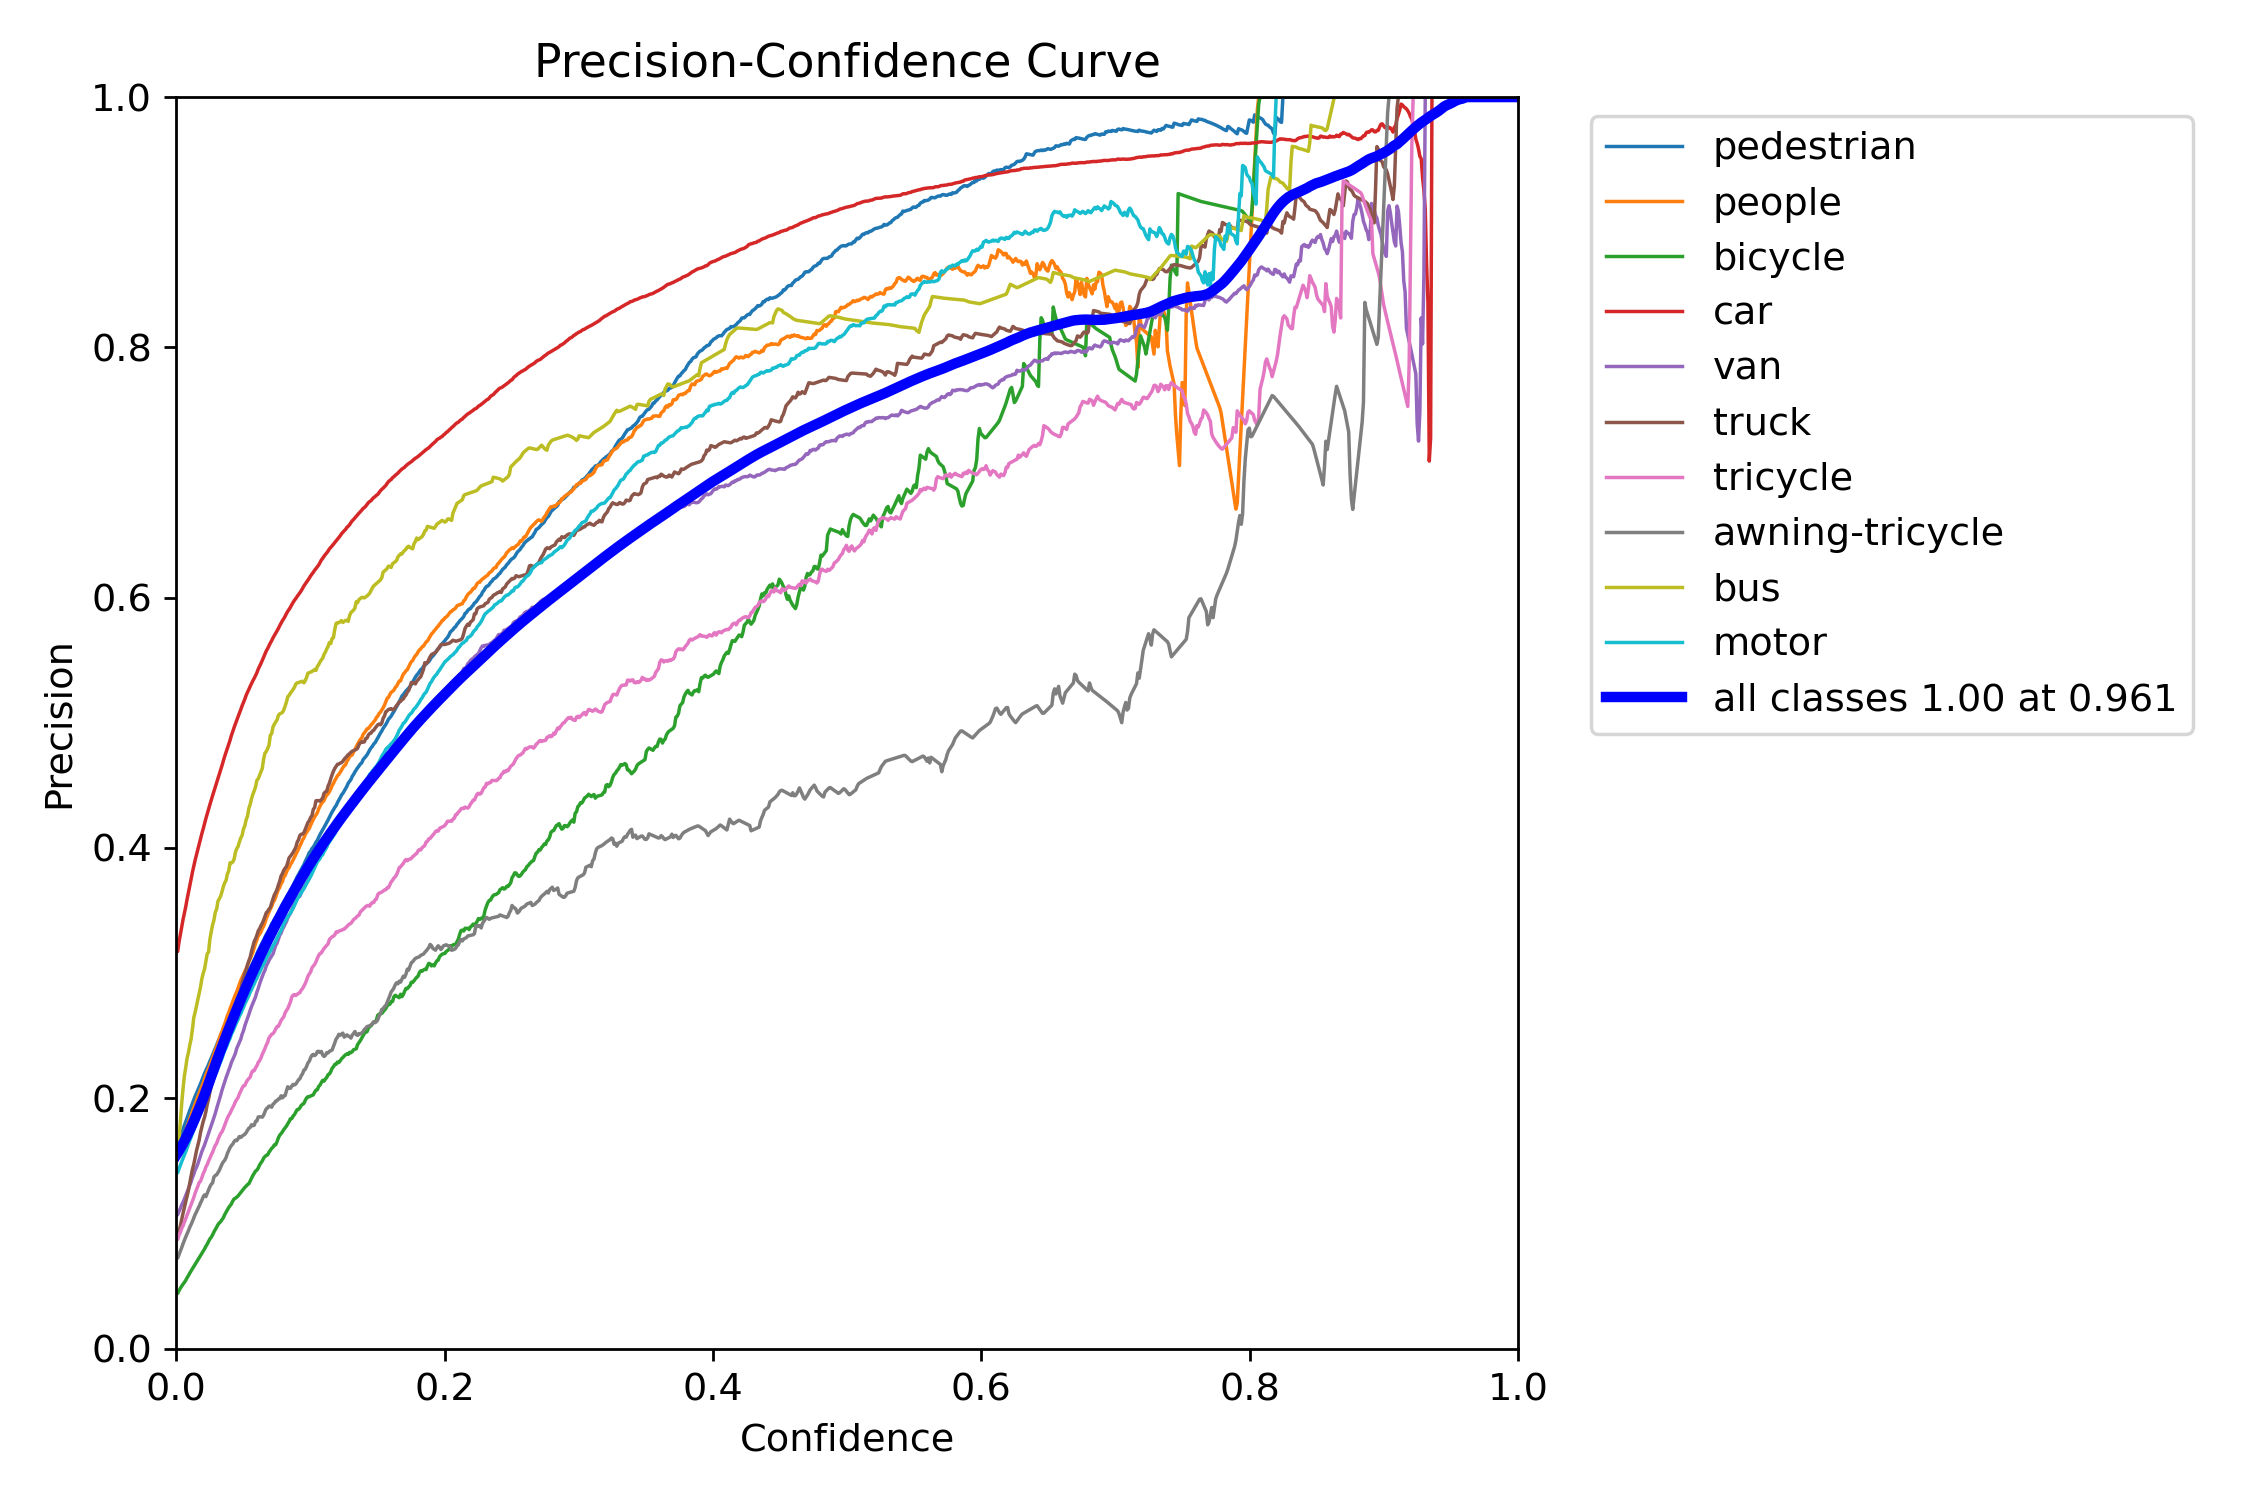 Precision-Confidence Curve
1.0
0.8
0.6
0.4
0.2
0.0
Precision
0.0 0.2 0.4 0.6 0.8 1.0
Confidence
pedestrian
people
bicycle
car
van
truck
tricycle
awning-tricycle
bus
motor
all classes 1.00 at 0.961